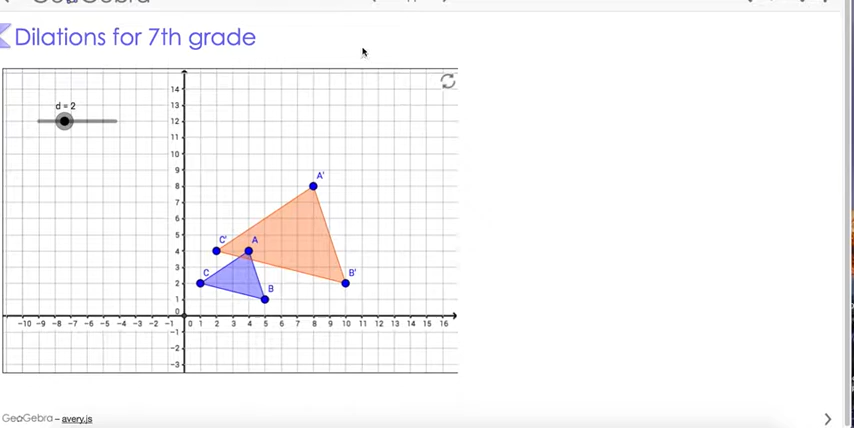 Dilations for 7th grade
d = 2
14
13
12
11
10
9
8
7
6
5
4
3
2
1
0
−1
−2
−3
−10 −9 −8 −7 −6 −5 −4 −3 −2 −1 0 1 2 3 4 5 6 7 8 9 10 11 12 13 14 15 16
A'
C'
A
C
B'
B
GeoGebra – avery.js